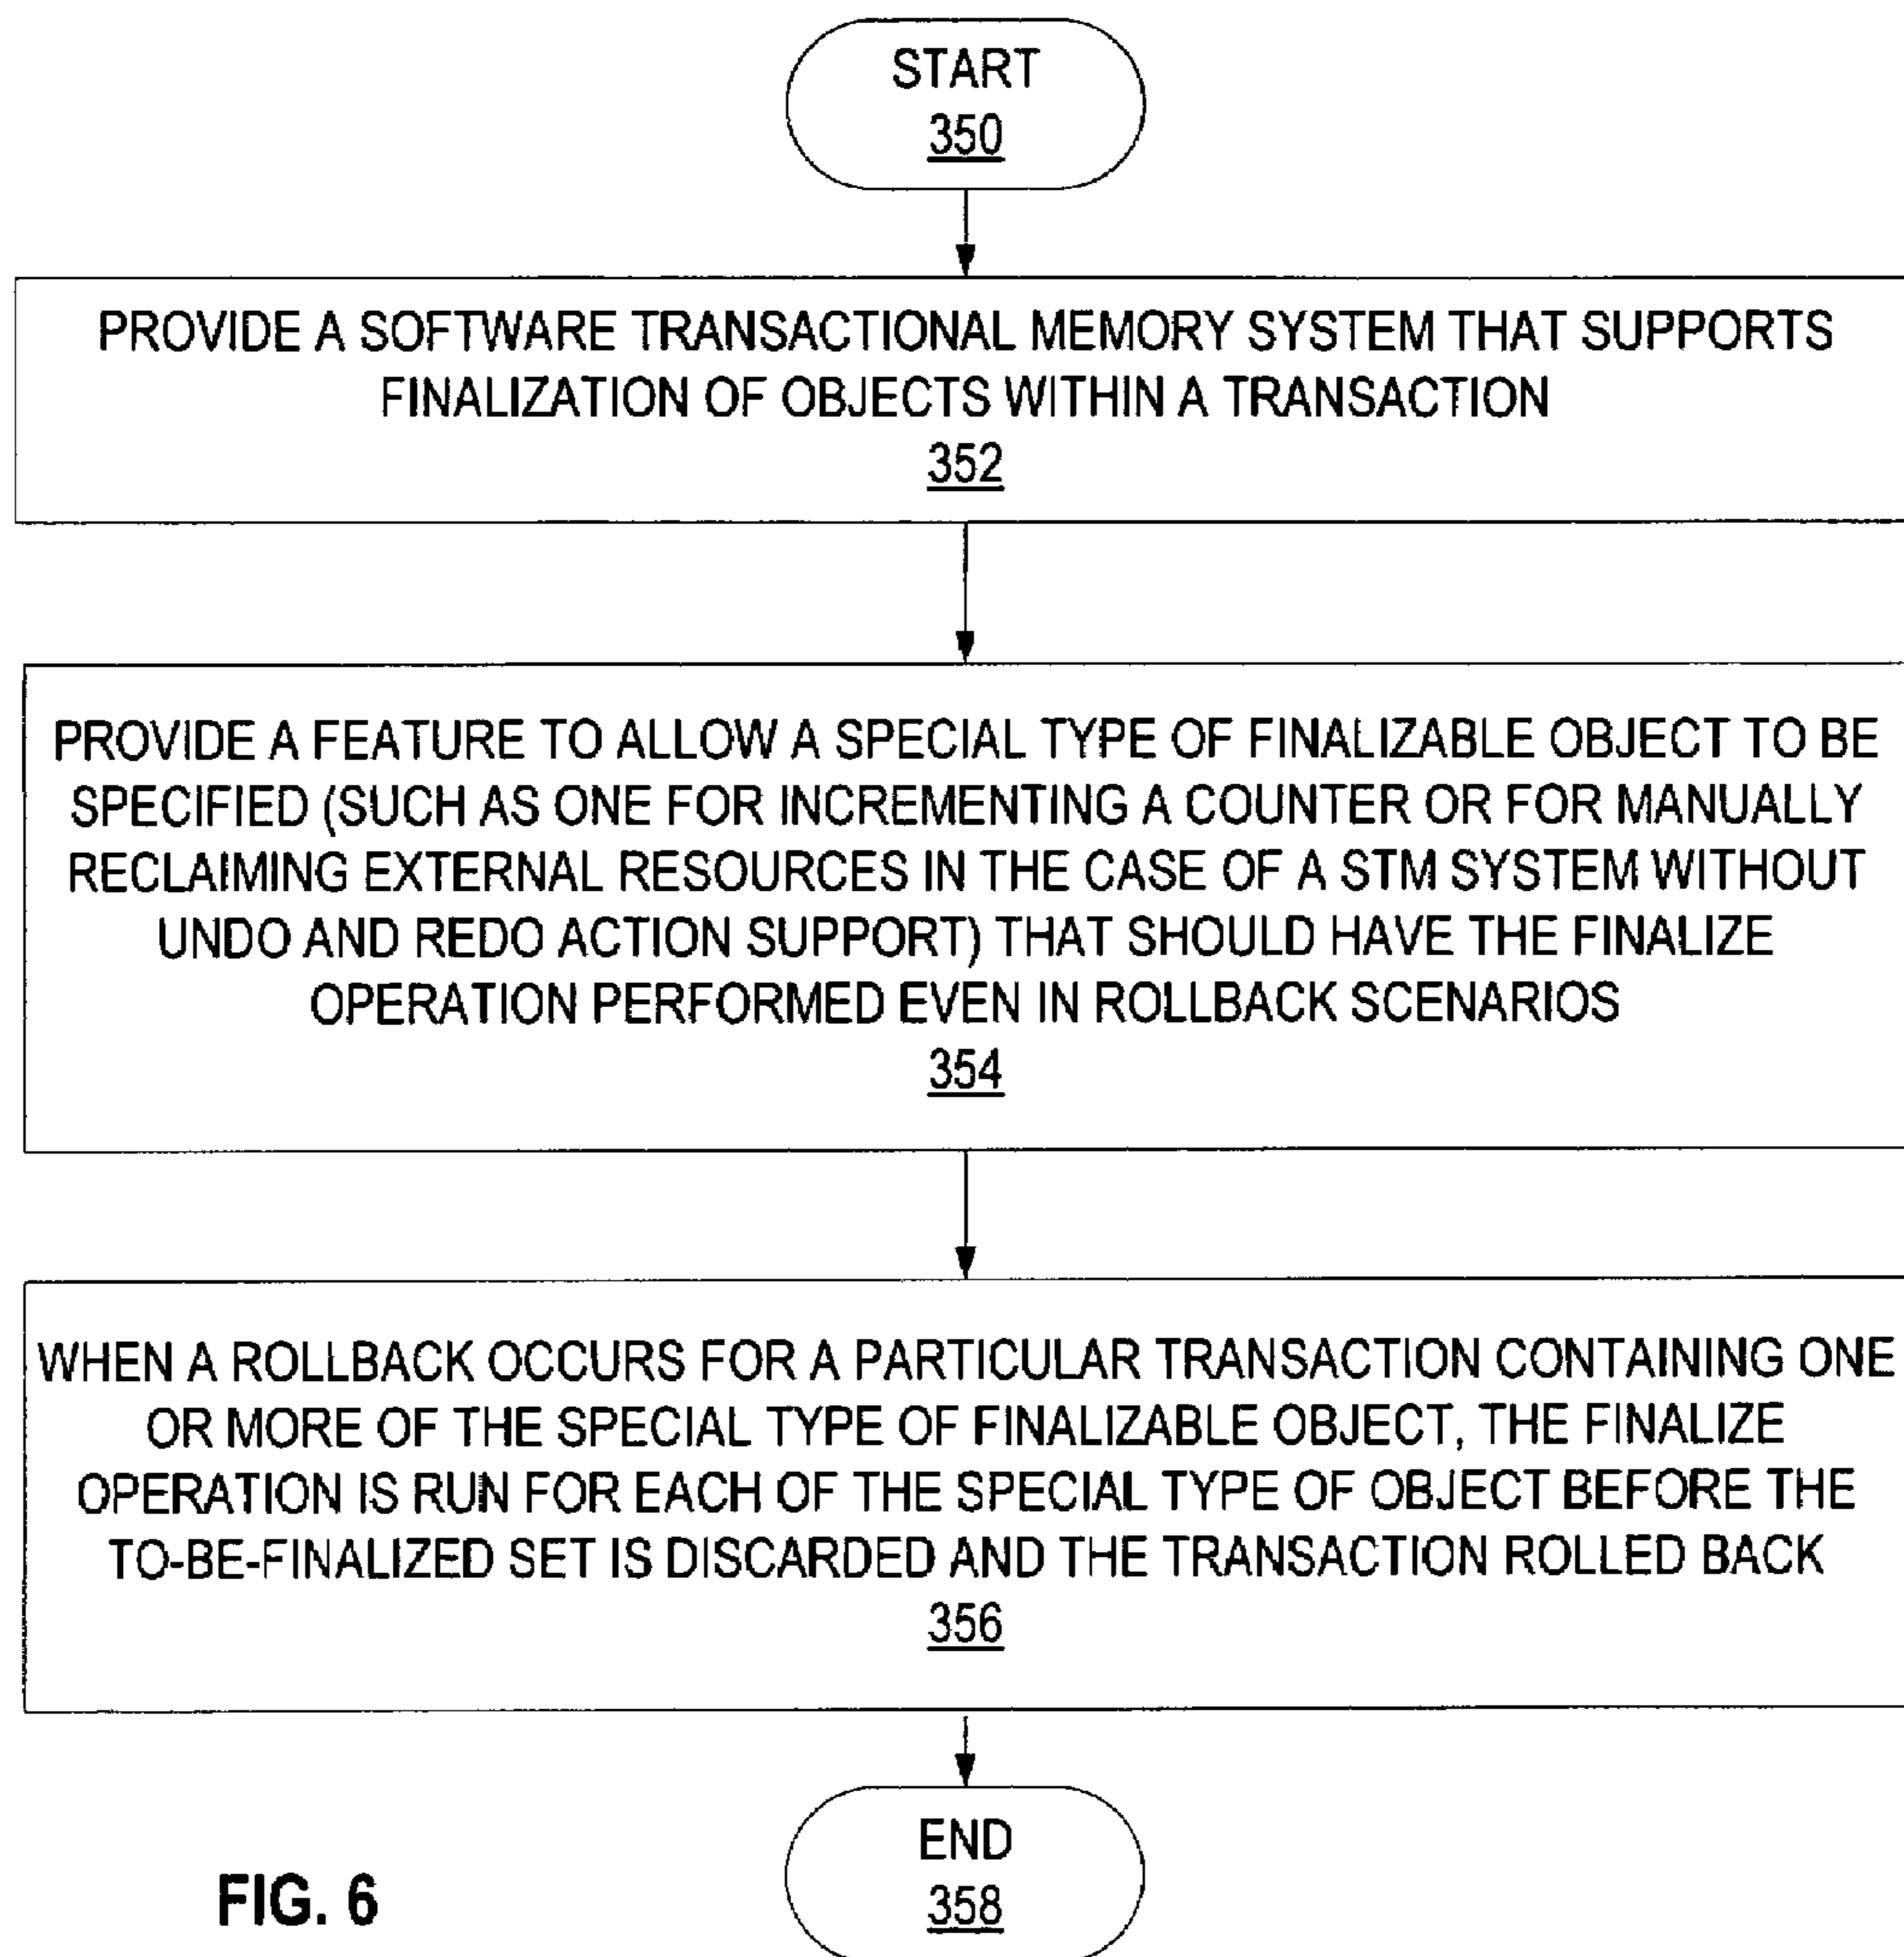 START
350
PROVIDE A SOFTWARE TRANSACTIONAL MEMORY SYSTEM THAT SUPPORTS
FINALIZATION OF OBJECTS WITHIN A TRANSACTION
352
PROVIDE A FEATURE TO ALLOW A SPECIAL TYPE OF FINALIZABLE OBJECT TO BE
SPECIFIED (SUCH AS ONE FOR INCREMENTING A COUNTER OR FOR MANUALLY
RECLAIMING EXTERNAL RESOURCES IN THE CASE OF A STM SYSTEM WITHOUT
UNDO AND REDO ACTION SUPPORT) THAT SHOULD HAVE THE FINALIZE
OPERATION PERFORMED EVEN IN ROLLBACK SCENARIOS
354
WHEN A ROLLBACK OCCURS FOR A PARTICULAR TRANSACTION CONTAINING ONE
OR MORE OF THE SPECIAL TYPE OF FINALIZABLE OBJECT, THE FINALIZE
OPERATION IS RUN FOR EACH OF THE SPECIAL TYPE OF OBJECT BEFORE THE
TO-BE-FINALIZED SET IS DISCARDED AND THE TRANSACTION ROLLED BACK
356
END
358
FIG. 6